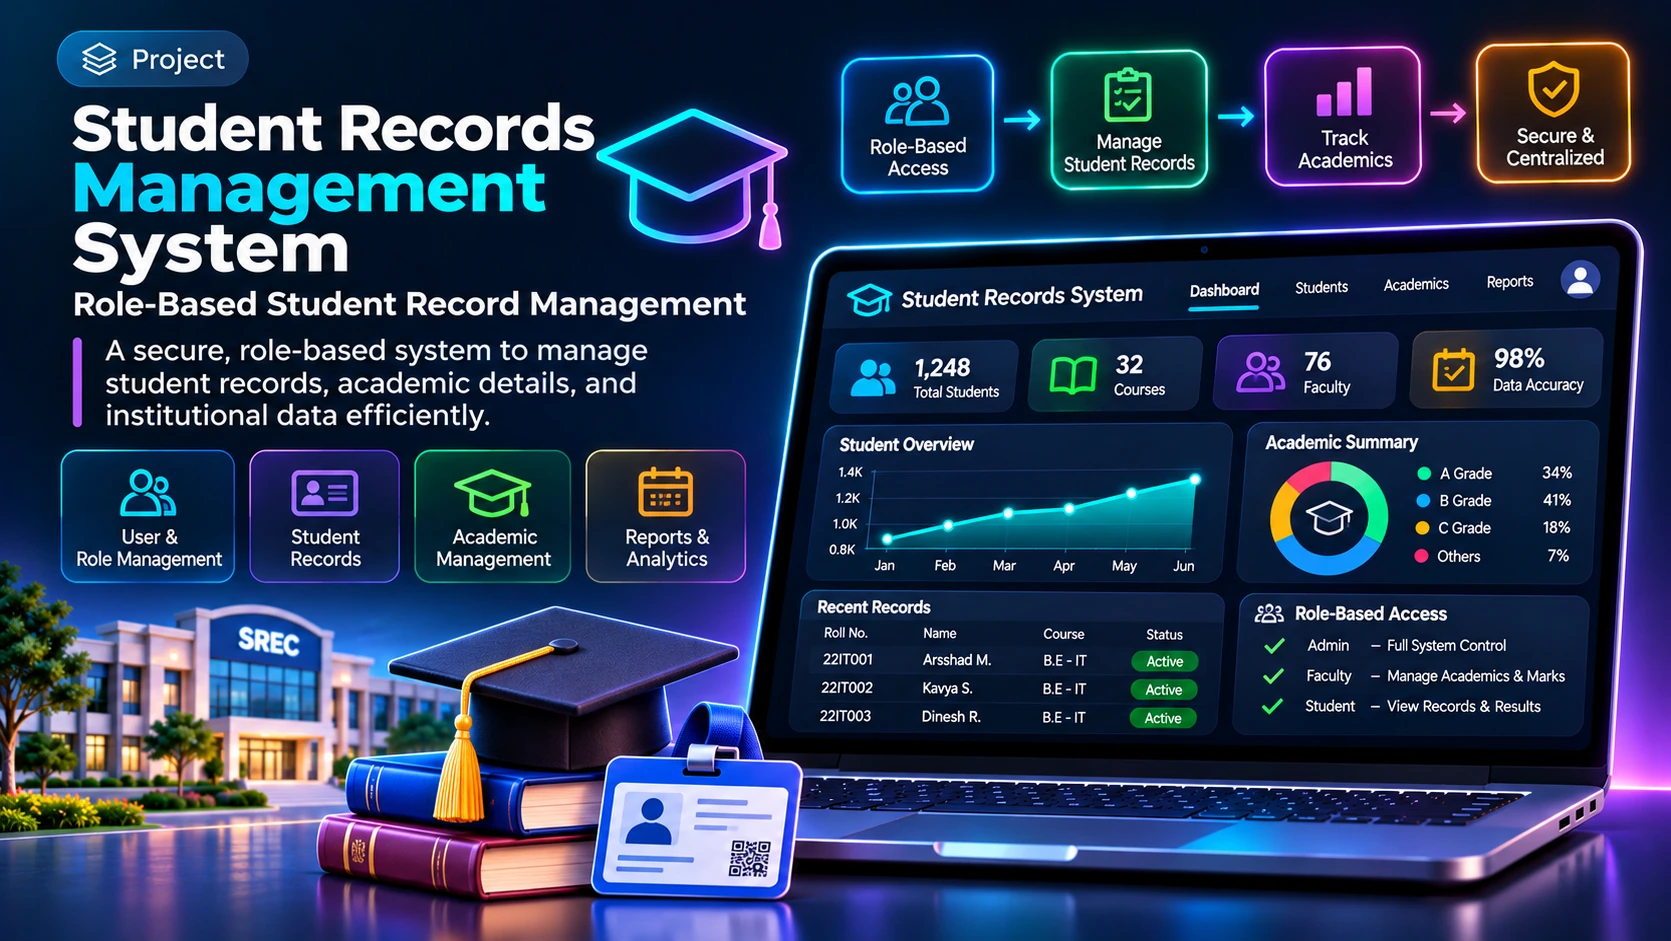 Project
Student Records
Management
System
Role-Based Student Record Management
A secure, role-based system to manage
student records, academic details, and
institutional data efficiently.
User &
Role Management
Student
Records
Academic
Management
Reports &
Analytics
SREC
Role-Based
Access
Manage
Student Records
Track
Academics
Secure &
Centralized
Student Records System
Dashboard
Students
Academics
Reports
1,248
Total Students
32
Courses
76
Faculty
98%
Data Accuracy
Student Overview
1.4K
1.2K
1.0K
0.8K
Jan Feb Mar Apr May Jun
Academic Summary
A Grade 34%
B Grade 41%
C Grade 18%
Others 7%
Recent Records
Roll No. Name Course Status
22IT001 Arsshad M. B.E - IT Active
22IT002 Kavya S. B.E - IT Active
22IT003 Dinesh R. B.E - IT Active
Role-Based Access
Admin – Full System Control
Faculty – Manage Academics & Marks
Student – View Records & Results